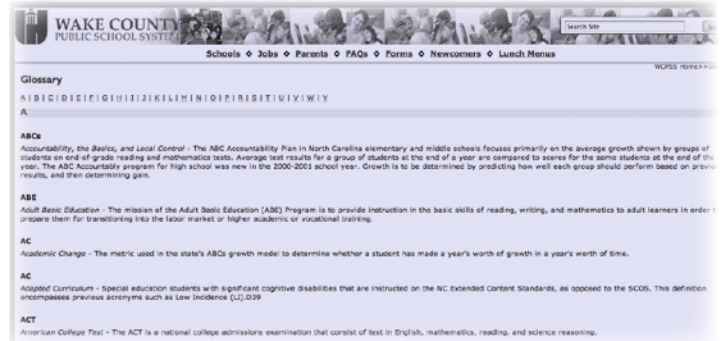 WAKE COUNTY
PUBLIC SCHOOL SYSTEM
Search Site
Schools ◇ Jobs ◇ Parents ◇ FAQs ◇ Forms ◇ Newcomers ◇ Lunch Menus
WCPSS Home>>
Glossary
A|B|C|D|E|F|G|H|I|J|K|L|M|N|O|P|R|S|T|U|V|W|Y
A
ABCs
Accountability, the Basics, and Local Control - The ABC Accountability Plan in North Carolina elementary and middle schools focuses primarily on the average growth shown by groups of
students on end-of-grade reading and mathematics tests. Average test results for a group of students at the end of a year are compared to scores for the same students at the end of the
year. The ABC Accountably program for high school was new in the 2000-2001 school year. Growth is to be determined by predicting how well each group should perform based on previo
results, and then determining gain.
ABE
Adult Basic Education - The mission of the Adult Basic Education (ABE) Program is to provide instruction in the basic skills of reading, writing, and mathematics to adult learners in order t
prepare them for transitioning into the labor market or higher academic or vocational training.
AC
Academic Change - The metric used in the state's ABCs growth model to determine whether a student has made a year's worth of growth in a year's worth of time.
AC
Adapted Curriculum - Special education students with significant cognitive disabilities that are instructed on the NC Extended Content Standards, as opposed to the SCOS. This definition
encompasses previous acronyms such as Low Incidence (LI).D39
ACT
American College Test - The ACT is a national college admissions examination that consist of test in English, mathematics, reading, and science reasoning.